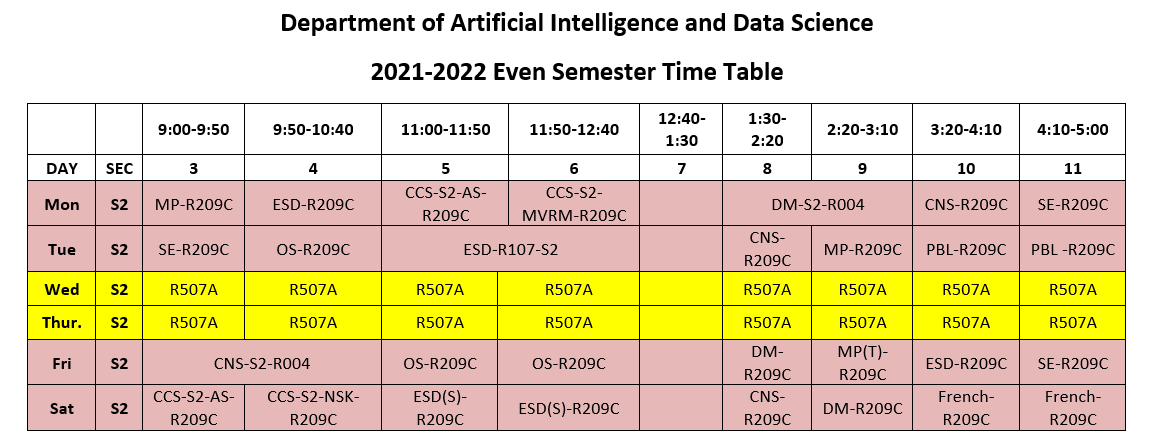 Department of Artificial Intelligence and Data Science
2021-2022 Even Semester Time Table
9:00-9:50 9:50-10:40 11:00-11:50 11:50-12:40 12:40-1:30 1:30-2:20 2:20-3:10 3:20-4:10 4:10-5:00
DAY SEC 3 4 5 6 7 8 9 10 11
Mon S2 MP-R209C ESD-R209C CCS-S2-AS-R209C CCS-S2-MVRM-R209C DM-S2-R004 CNS-R209C SE-R209C
Tue S2 SE-R209C OS-R209C ESD-R107-S2 CNS-R209C MP-R209C PBL-R209C PBL -R209C
Wed S2 R507A R507A R507A R507A R507A R507A R507A R507A
Thur. S2 R507A R507A R507A R507A R507A R507A R507A R507A
Fri S2 CNS-S2-R004 OS-R209C OS-R209C DM-R209C MP(T)-R209C ESD-R209C SE-R209C
Sat S2 CCS-S2-AS-R209C CCS-S2-NSK-R209C ESD(S)-R209C ESD(S)-R209C CNS-R209C DM-R209C French-R209C French-R209C